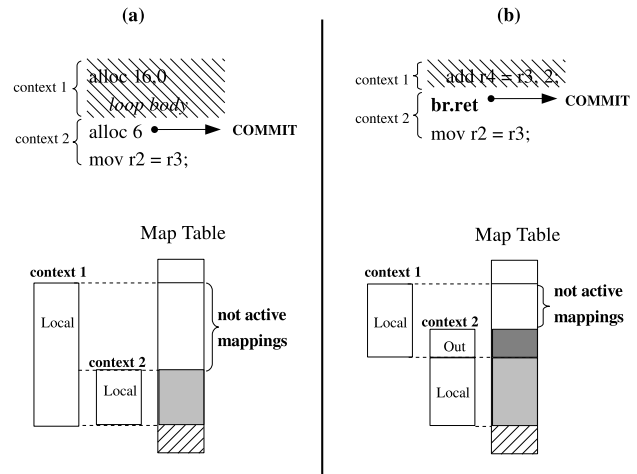 (a)
context 1
alloc 16,0
loop body
context 2
alloc 6
COMMIT
mov r2 = r3;
Map Table
context 1
Local
context 2
Local
not active
mappings
(b)
context 1
add r4 = r3, 2;
context 2
br.ret
COMMIT
mov r2 = r3;
Map Table
context 1
Local
context 2
Out
Local
not active
mappings